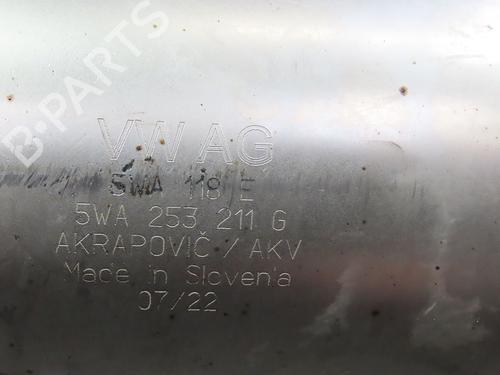 B-PARTS
VW AG
5WA 118 E
5WA 253 211 G
AKRAPOVIČ / AKV
Made in Slovenia
07/22